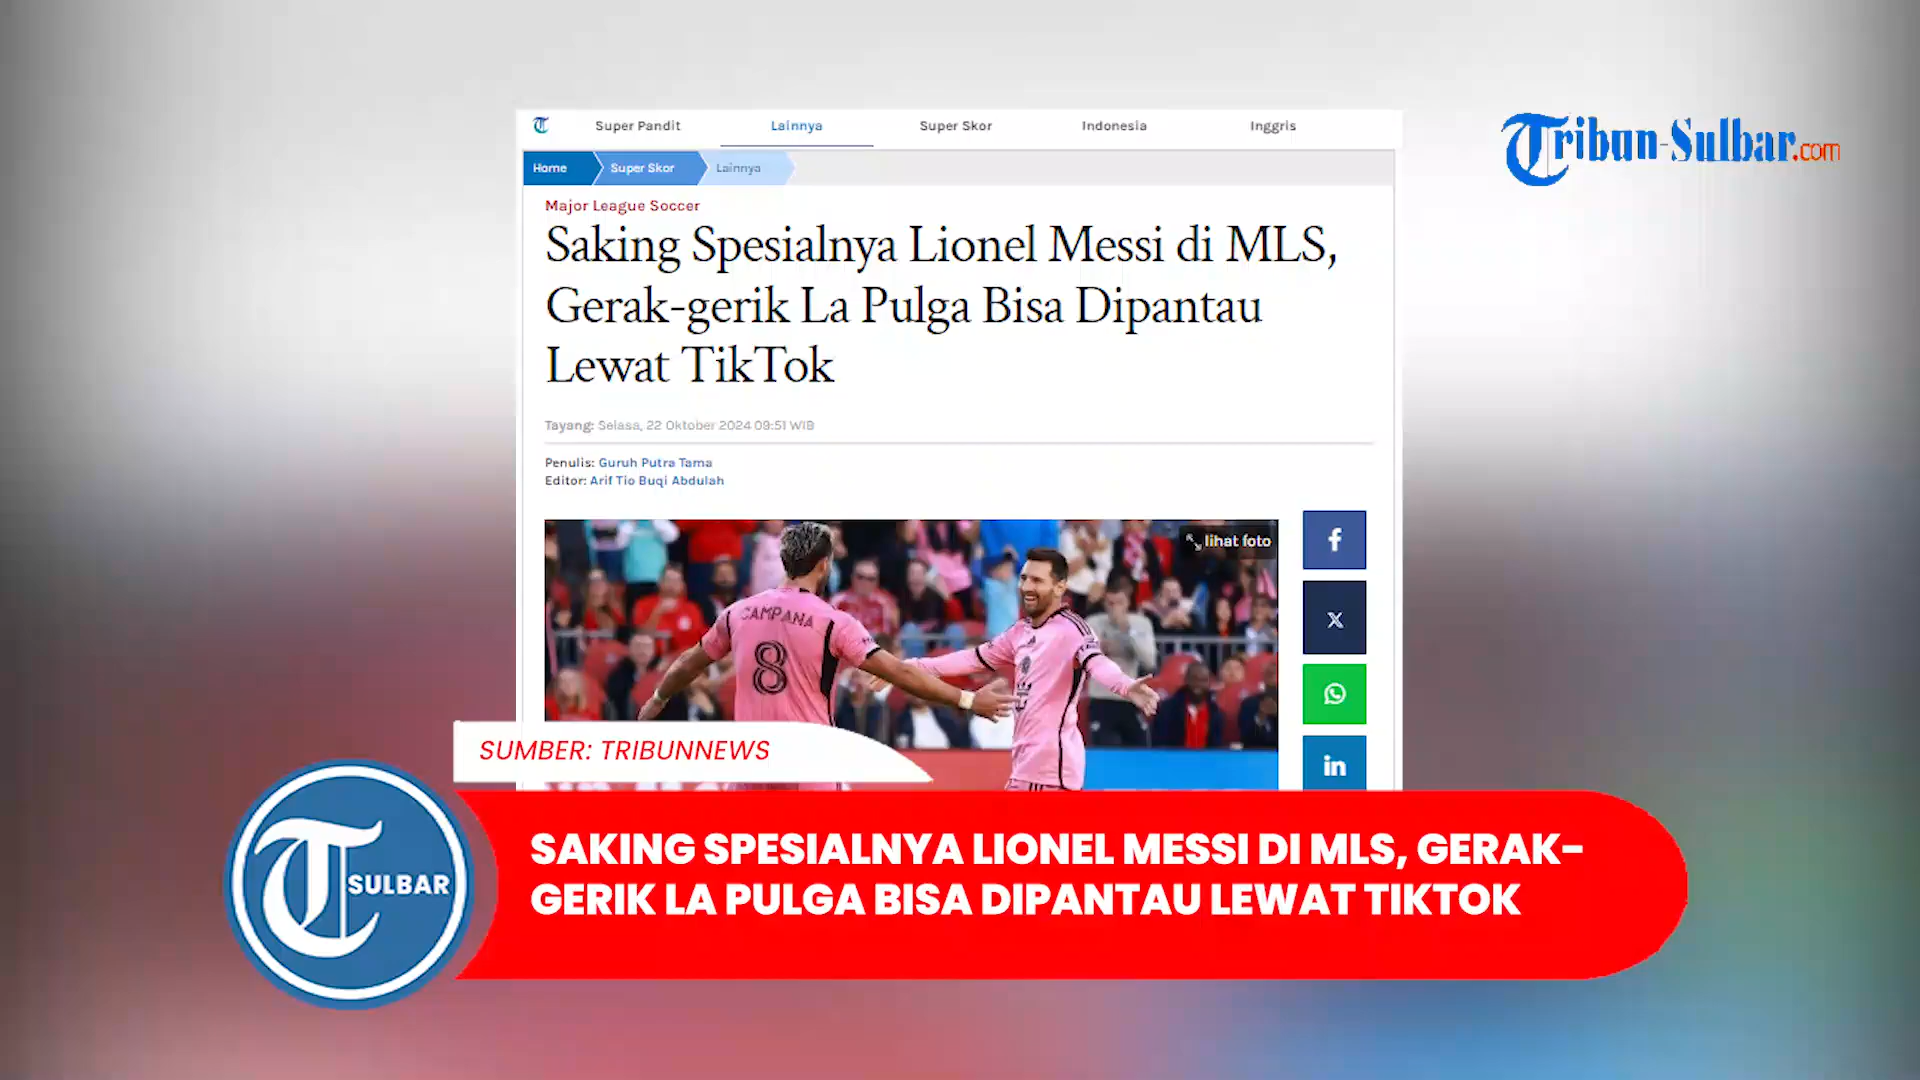 Super Pandit
Lainnya
Super Skor
Indonesia
Inggris
Tribun-Sulbar.com
Home
Super Skor
Lainnya
Major League Soccer
Saking Spesialnya Lionel Messi di MLS,
Gerak-gerik La Pulga Bisa Dipantau
Lewat TikTok
Tayang: Selasa, 22 Oktober 2024 09:51 WIB
Penulis: Guruh Putra Tama
Editor: Arif Tio Buqi Abdulah
lihat foto
CAMPANA
8
SUMBER: TRIBUNNEWS
SULBAR
SAKING SPESIALNYA LIONEL MESSI DI MLS, GERAK-
GERIK LA PULGA BISA DIPANTAU LEWAT TIKTOK